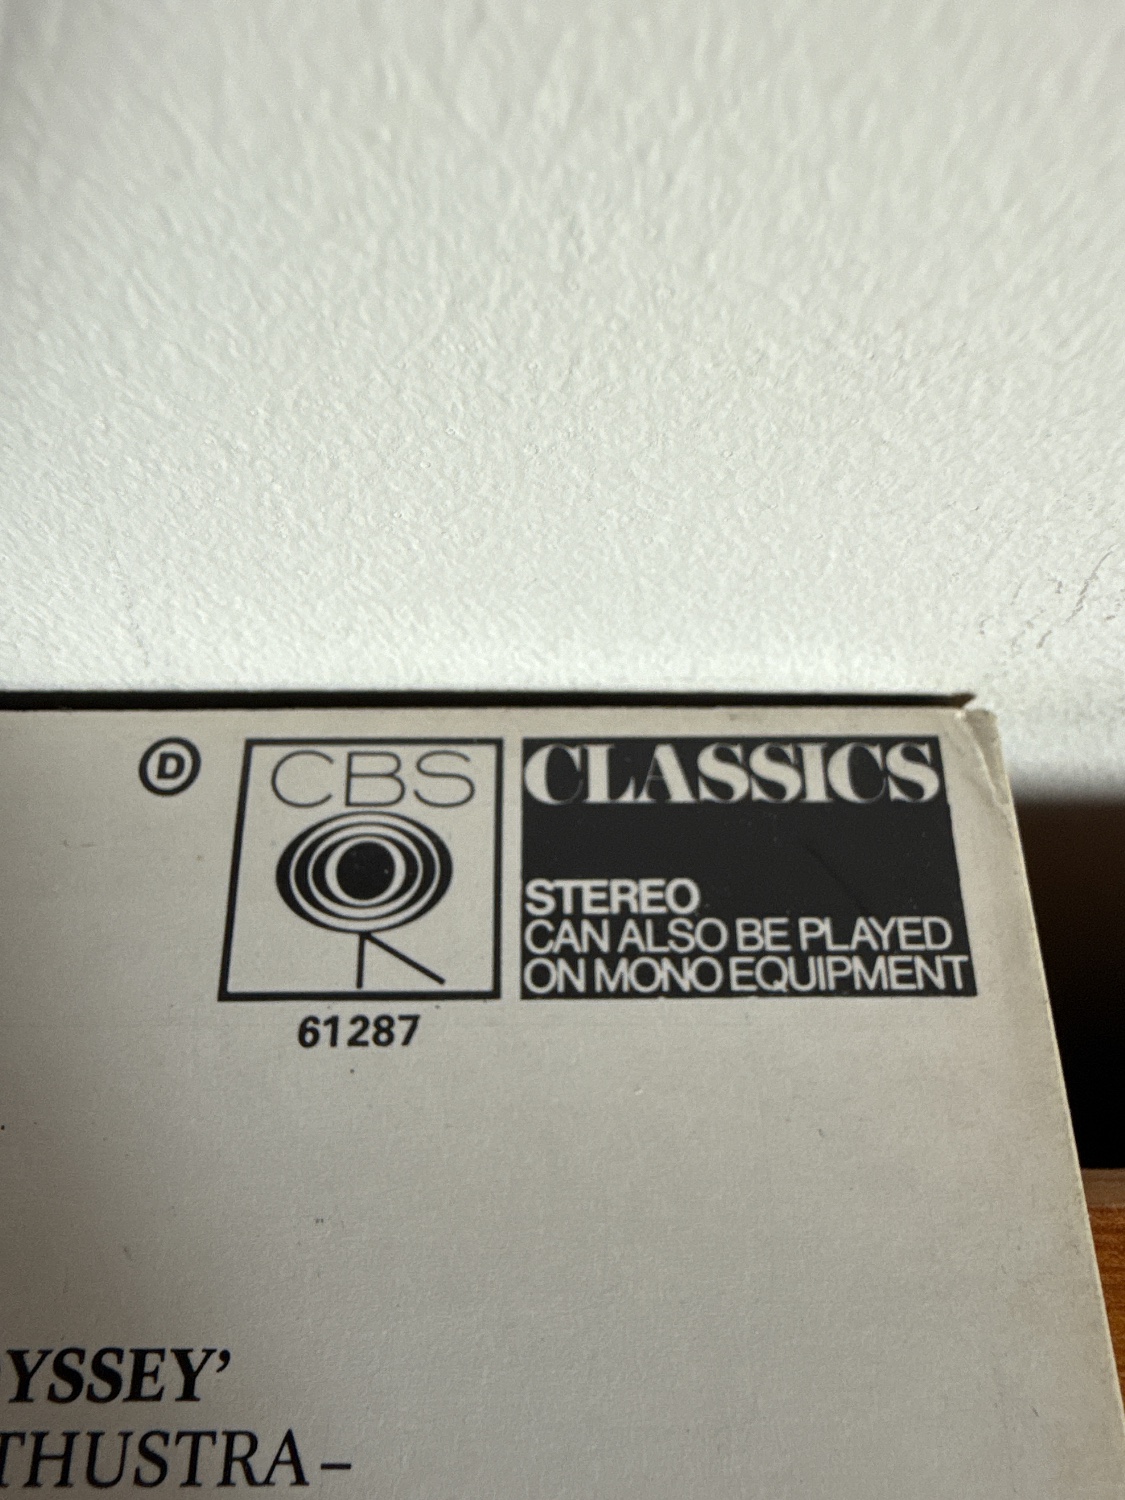 Ⓓ
CBS
CLASSICS
STEREO
CAN ALSO BE PLAYED
ON MONO EQUIPMENT
61287
YSSEY’
THUSTRA –